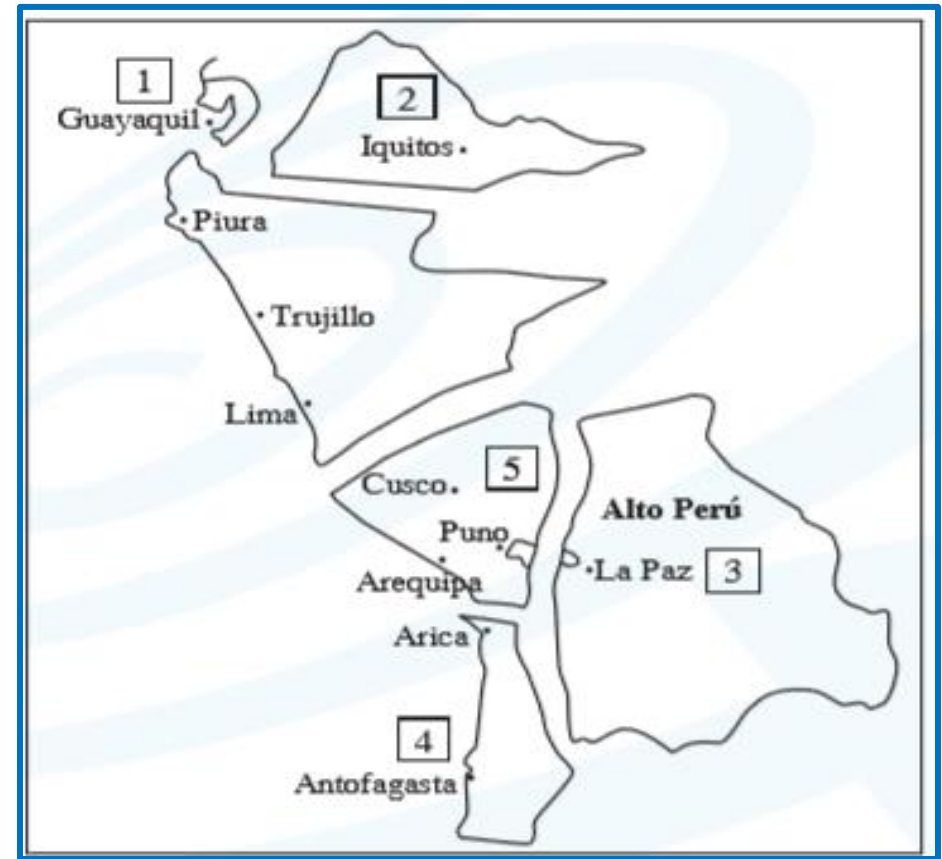 1
Guayaquil
2
Iquitos
Piura
Trujillo
Lima
Cusco
5
Puno
Arequipa
Alto Perú
La Paz 3
Arica
4
Antofagasta